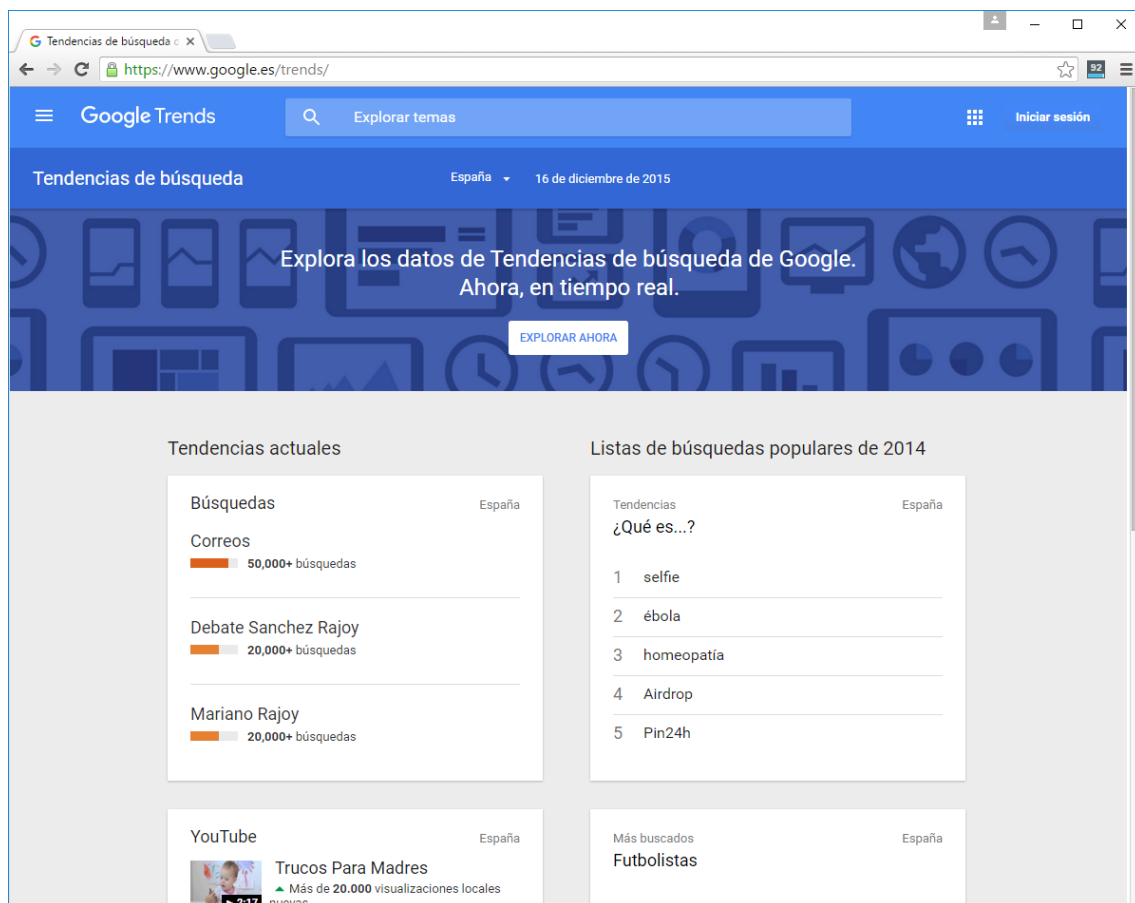 Tendencias de búsqueda d
https://www.google.es/trends/
92
Google Trends
Explorar temas
Iniciar sesión
Tendencias de búsqueda
España
16 de diciembre de 2015
Explora los datos de Tendencias de búsqueda de Google.
Ahora, en tiempo real.
EXPLORAR AHORA
Tendencias actuales
Búsquedas
España
Correos
50,000+ búsquedas
Debate Sanchez Rajoy
20,000+ búsquedas
Mariano Rajoy
20,000+ búsquedas
Listas de búsquedas populares de 2014
Tendencias
España
¿Qué es...?
1 selfie
2 ébola
3 homeopatía
4 Airdrop
5 Pin24h
YouTube
España
Trucos Para Madres
Más de 20.000 visualizaciones locales
2:17
Más buscados
España
Futbolistas